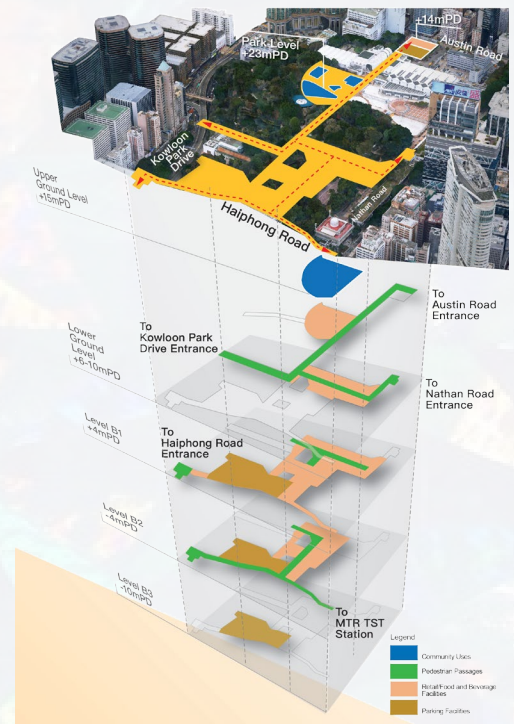 +14mPD
Austin Road
Park Level
+23mPD
Kowloon
Park
Drive
Nathan Road
Haiphong Road
Upper
Ground Level
+15mPD
To
Austin Road
Entrance
To
Kowloon Park
Drive Entrance
Lower
Ground
Level
+6-10mPD
To
Nathan Road
Entrance
Level B1
+4mPD
To
Haiphong Road
Entrance
Level B2
-4mPD
Level B3
-10mPD
To
MTR TST
Station
Legend
Community Uses
Pedestrian Passages
Retail/Food and Beverage
Facilities
Parking Facilities